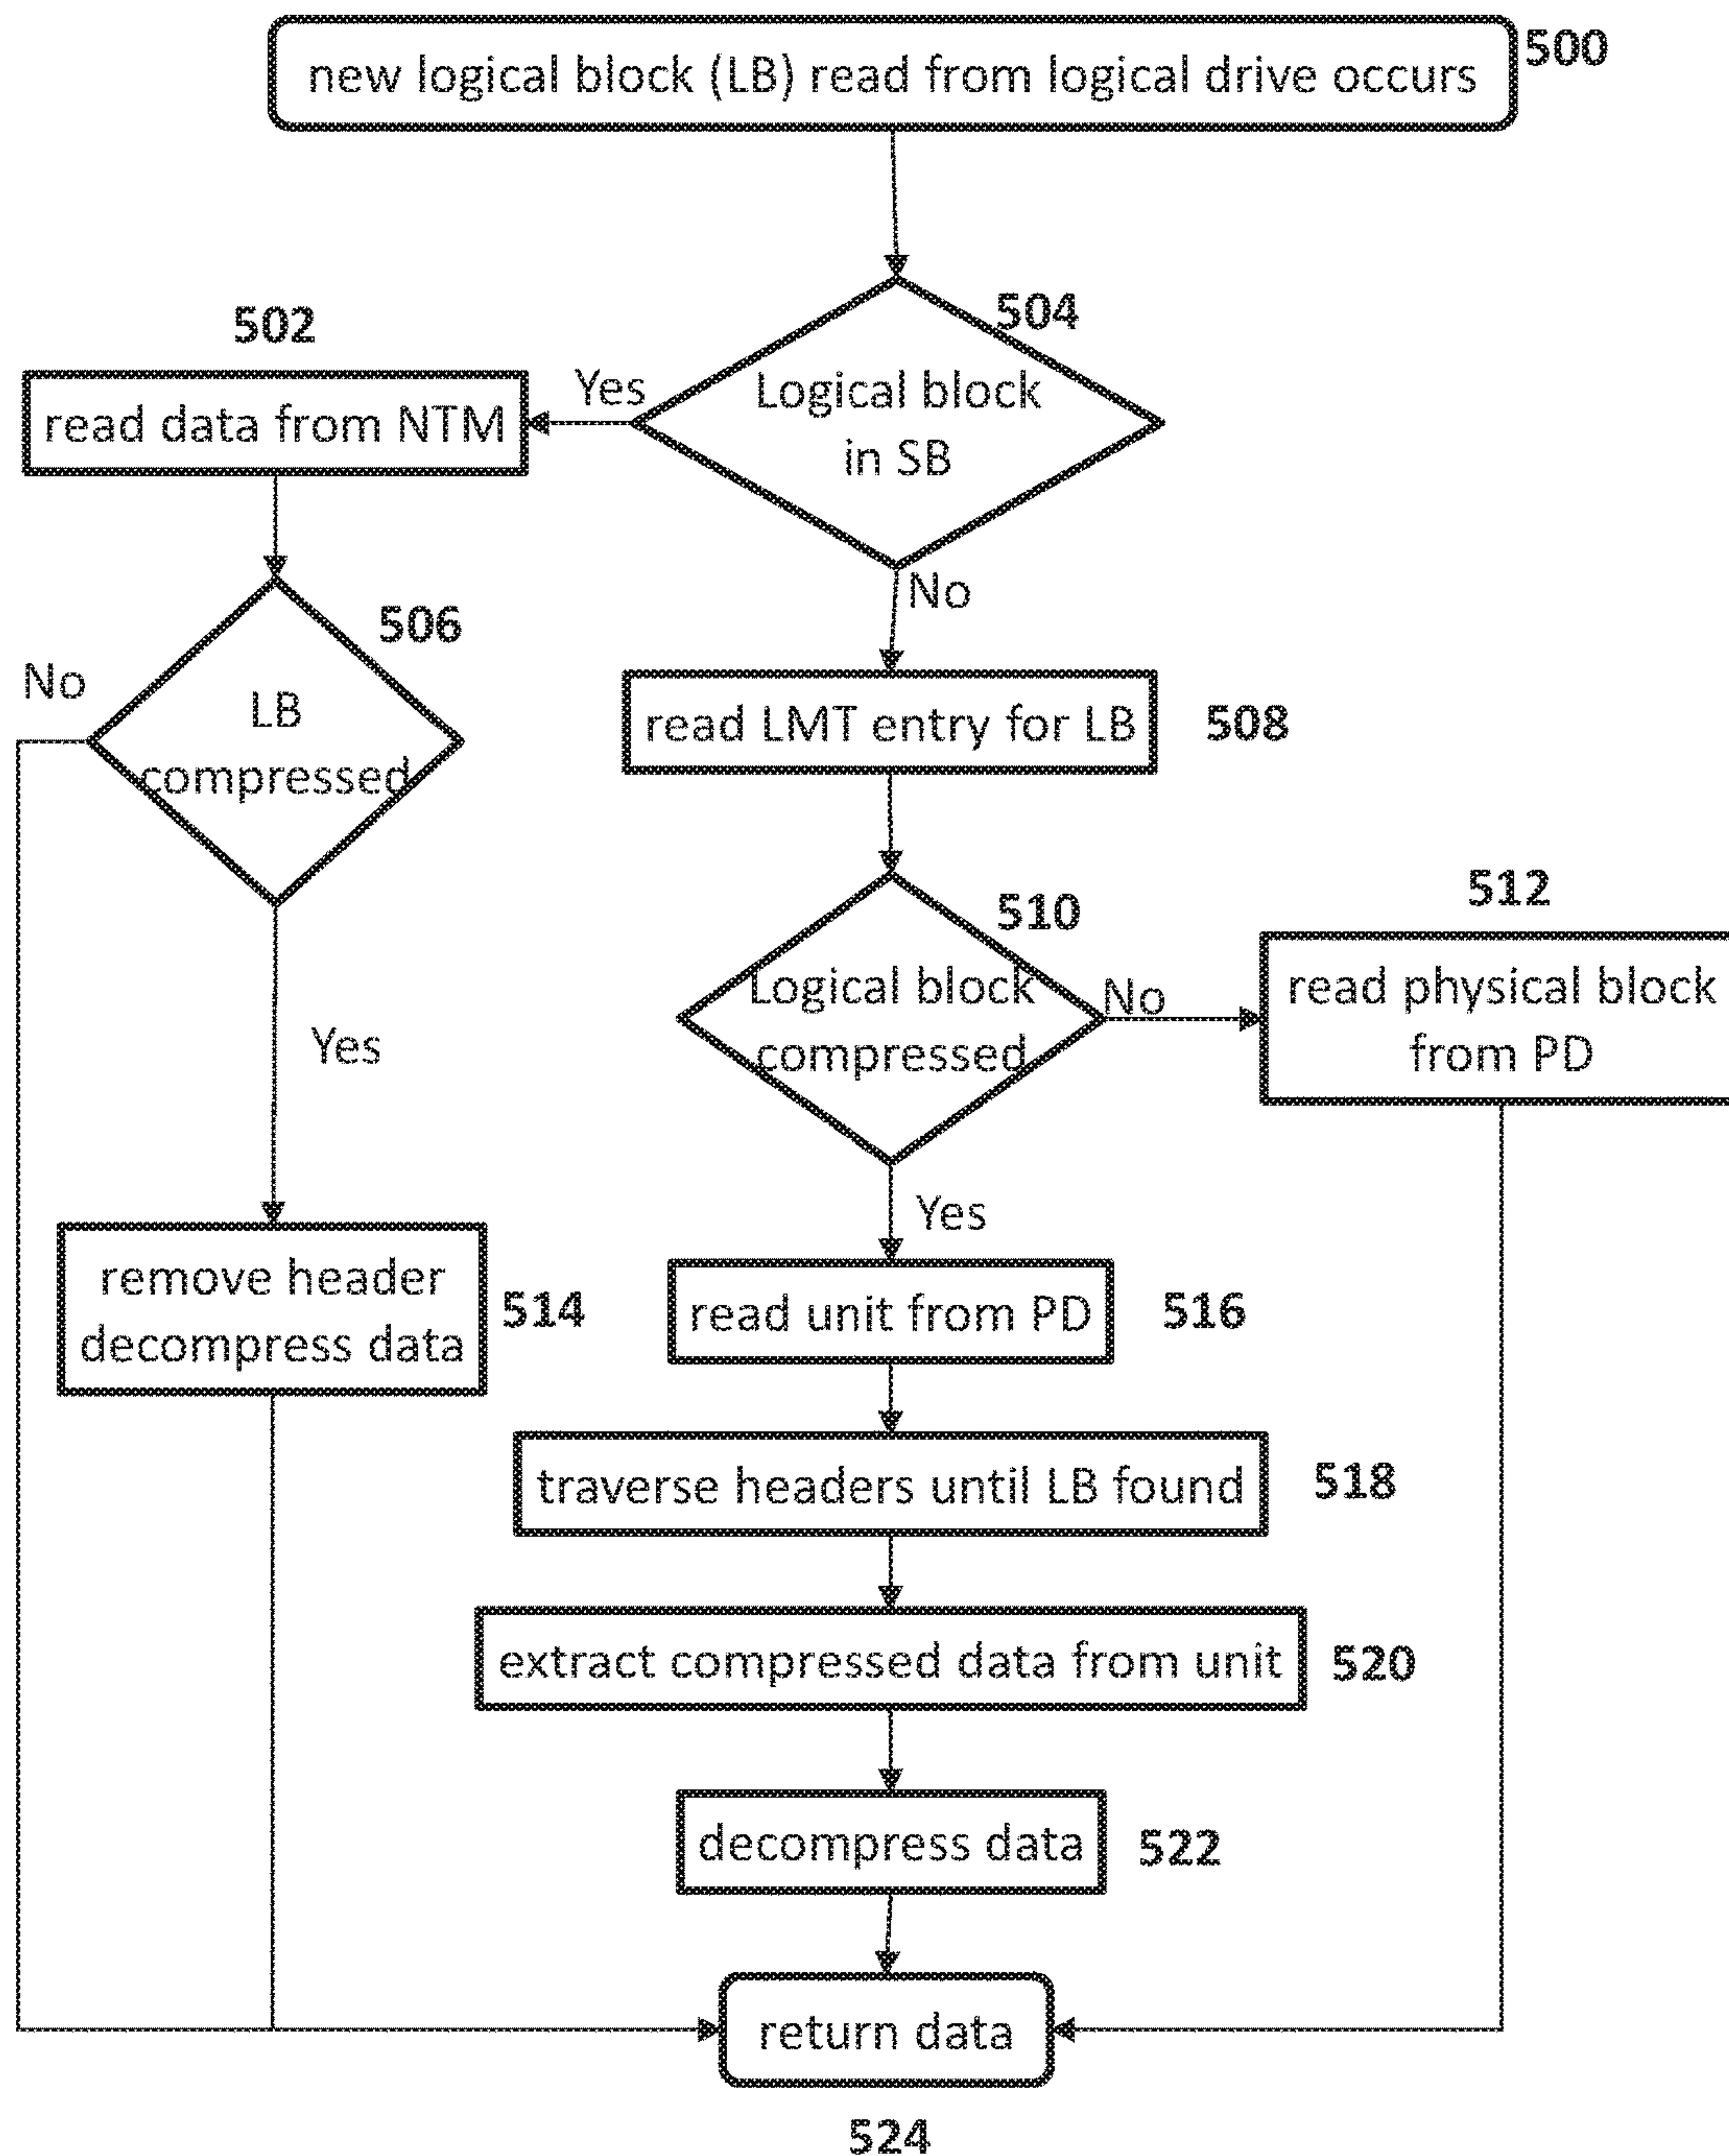 new logical block (LB) read from logical drive occurs
500
504
502
Yes
Logical block
in SB
read data from NTM
No
506
No
LB
compressed
read LMT entry for LB
508
510
512
Logical block
compressed
No
read physical block
from PD
Yes
Yes
remove header
decompress data
514
read unit from PD
516
traverse headers until LB found
518
extract compressed data from unit
520
decompress data
522
return data
524